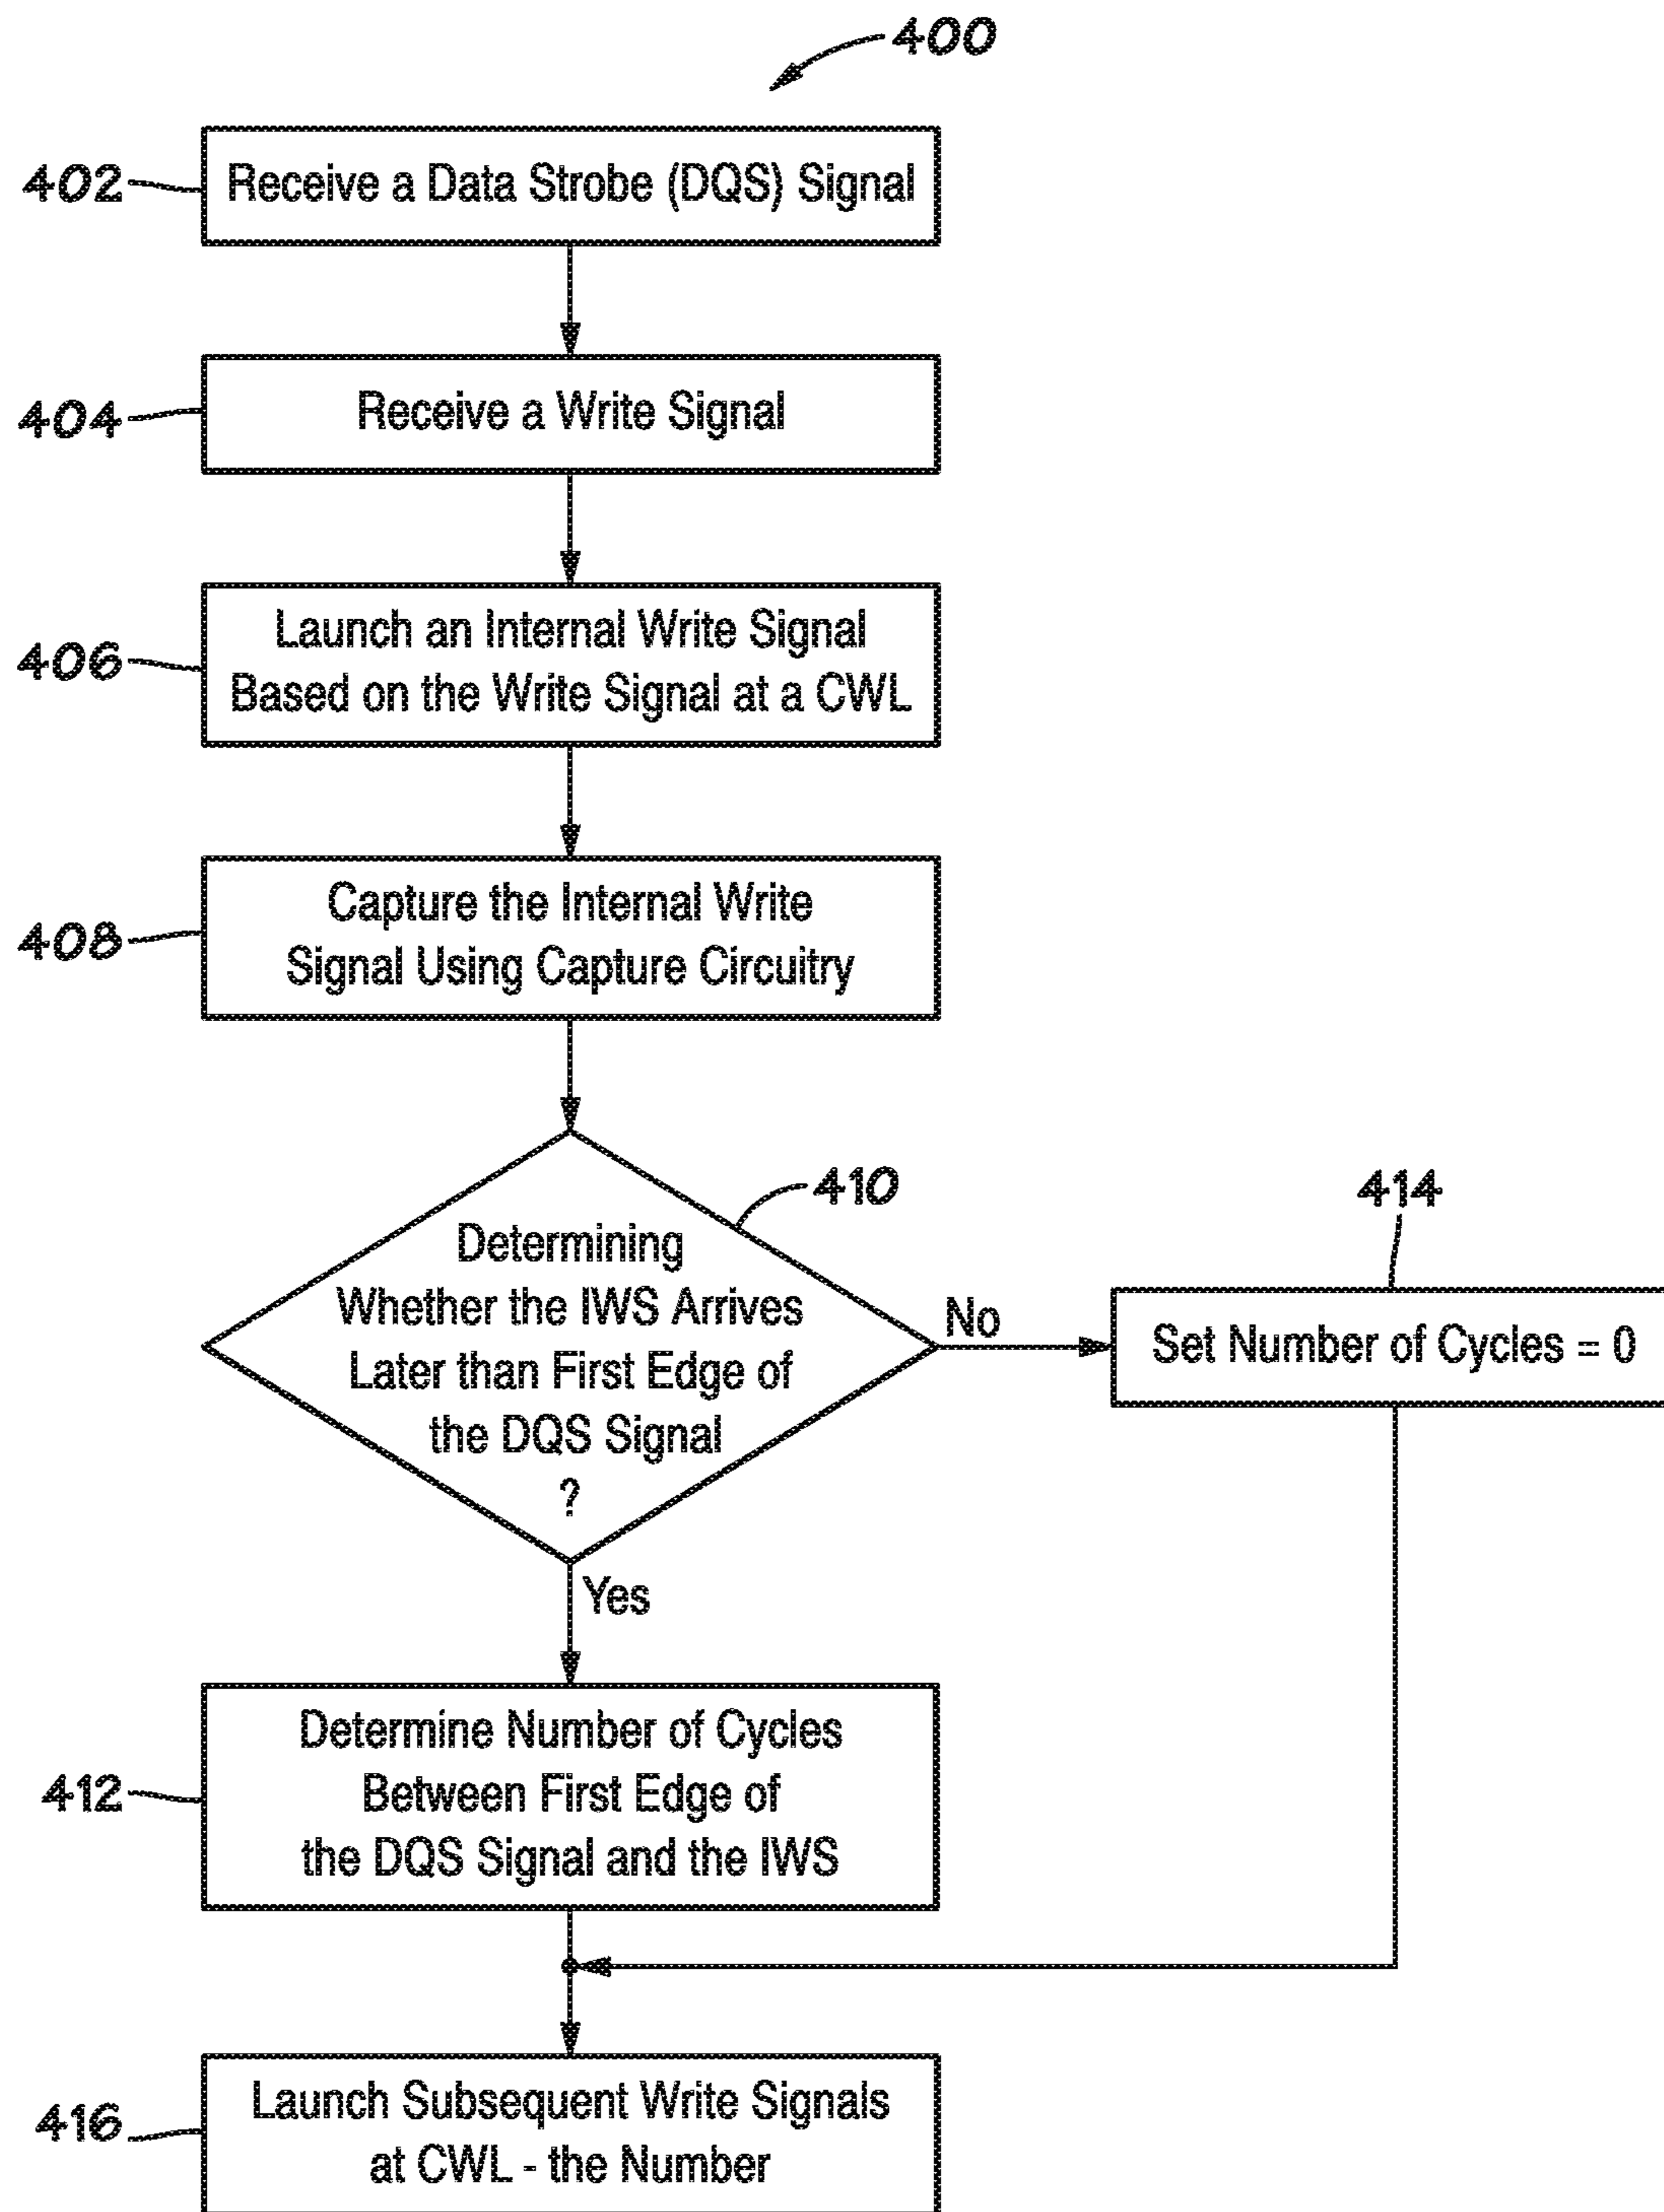 400
402
Receive a Data Strobe (DQS) Signal
404
Receive a Write Signal
406
Launch an Internal Write Signal
Based on the Write Signal at a CWL
408
Capture the Internal Write
Signal Using Capture Circuitry
410
Determining
Whether the IWS Arrives
Later than First Edge of
the DQS Signal
?
No
414
Set Number of Cycles = 0
Yes
412
Determine Number of Cycles
Between First Edge of
the DQS Signal and the IWS
416
Launch Subsequent Write Signals
at CWL - the Number